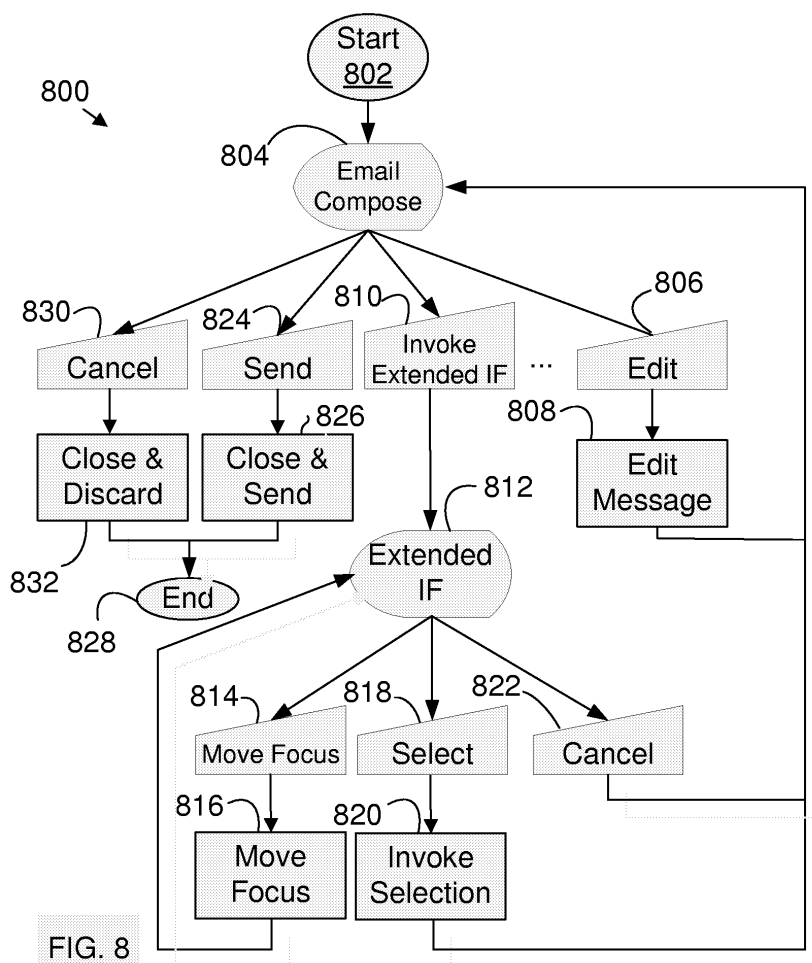 Start
802
800
804
Email
Compose
830
824
810
806
Cancel
Send
Invoke
Extended IF
...
Edit
826
808
Close &
Discard
Close &
Send
Edit
Message
812
832
Extended
IF
End
828
814
818
822
Move Focus
Select
Cancel
816
820
Move
Focus
Invoke
Selection
FIG. 8